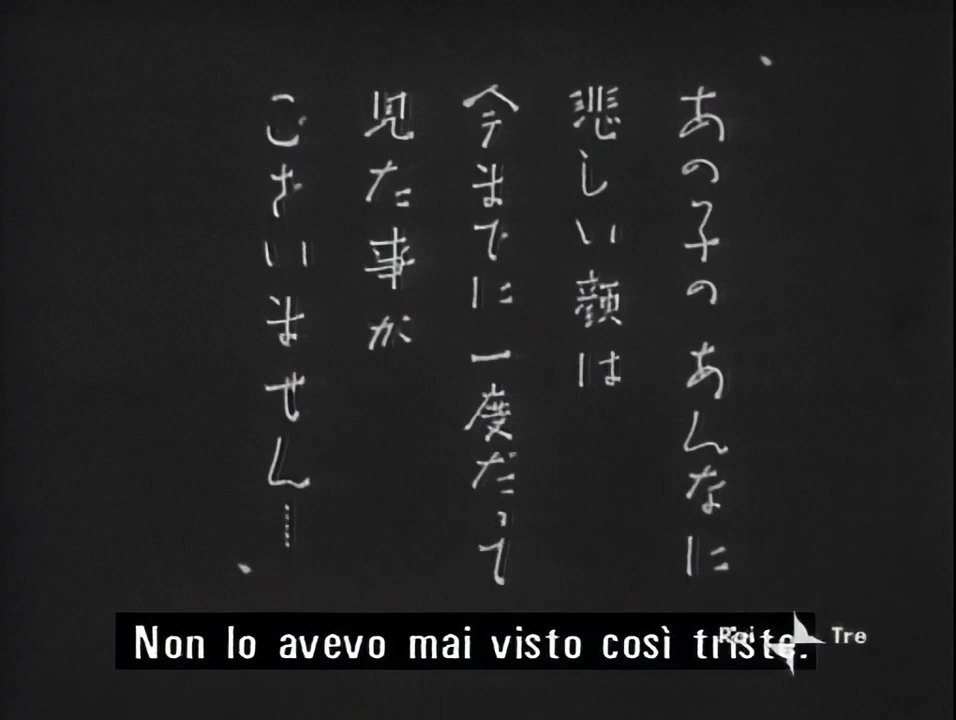 あの子の あんなに
悲しい顔は
今までに 一度だって
見た事が
ございません……
Non lo avevo mai visto così triste.
Rai Tre